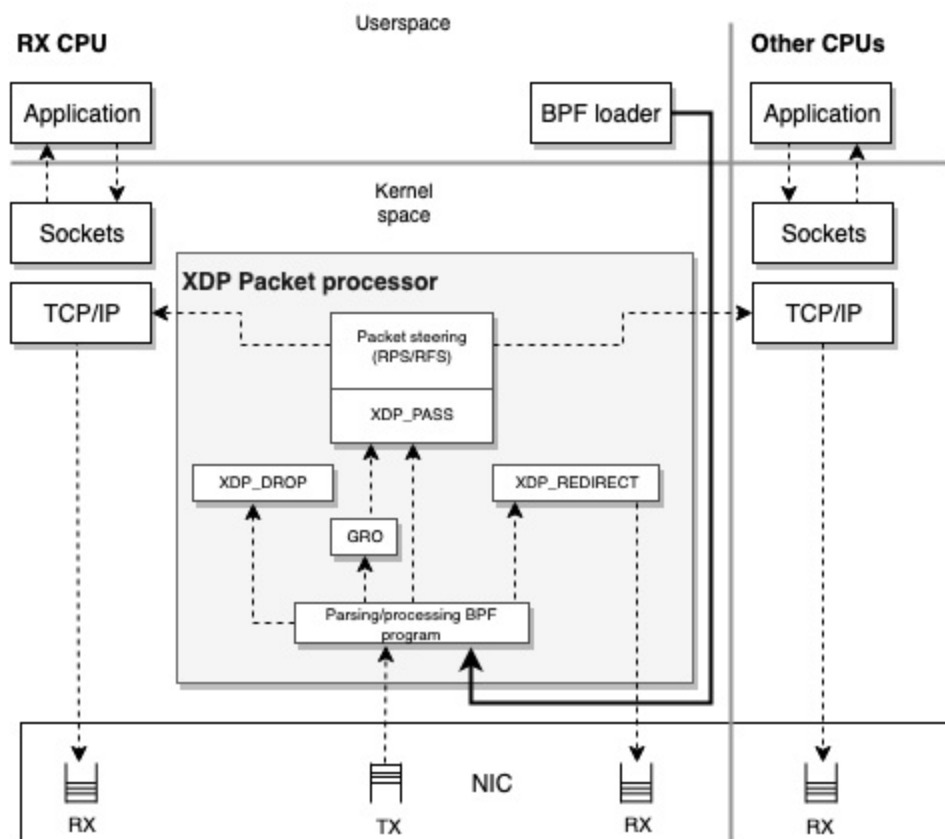 Userspace
RX CPU
Other CPUs
Application
BPF loader
Application
Kernel
space
Sockets
Sockets
XDP Packet processor
TCP/IP
TCP/IP
Packet steering
(RPS/RFS)
XDP_PASS
XDP_DROP
XDP_REDIRECT
GRO
Parsing/processing BPF
program
NIC
RX
TX
RX
RX